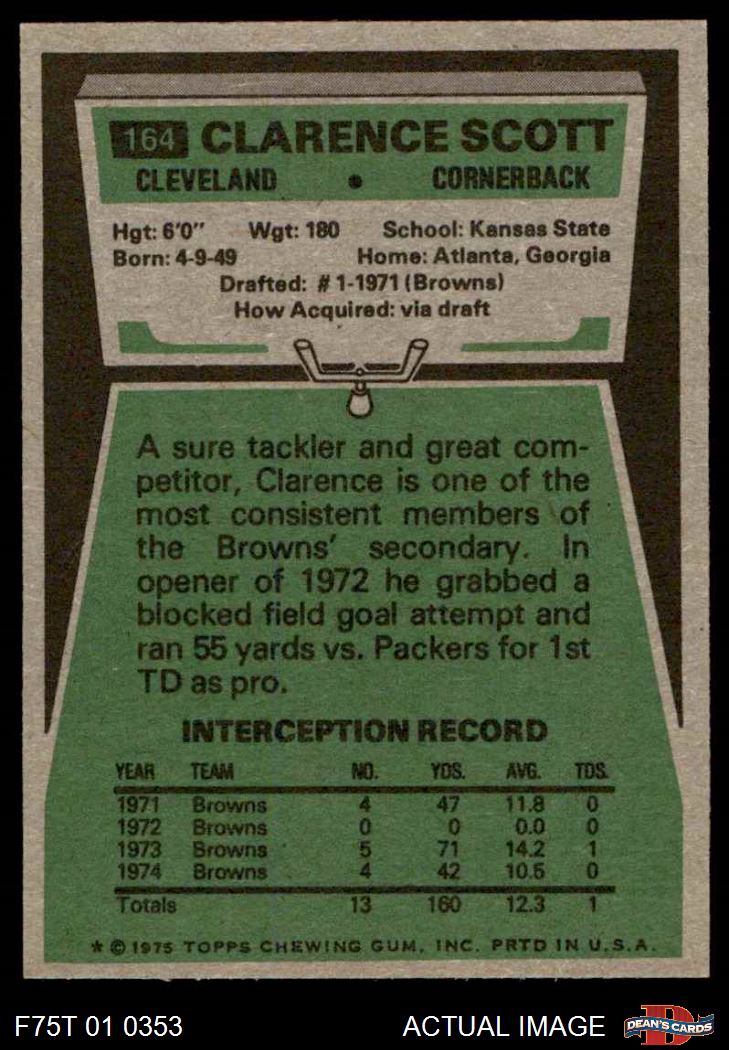 164 CLARENCE SCOTT
CLEVELAND • CORNERBACK
Hgt: 6'0" Wgt: 180 School: Kansas State
Born: 4-9-49 Home: Atlanta, Georgia
Drafted: #1-1971 (Browns)
How Acquired: via draft
A sure tackler and great com-
petitor, Clarence is one of the
most consistent members of
the Browns' secondary. In
opener of 1972 he grabbed a
blocked field goal attempt and
ran 55 yards vs. Packers for 1st
TD as pro.
INTERCEPTION RECORD
YEAR TEAM NO. YDS. AVG. TDS.
1971 Browns 4 47 11.8 0
1972 Browns 0 0 0.0 0
1973 Browns 5 71 14.2 1
1974 Browns 4 42 10.5 0
Totals 13 160 12.3 1
* © 1975 TOPPS CHEWING GUM, INC. PRTD IN U.S.A.
F75T 01 0353 ACTUAL IMAGE DEAN'S CARDS